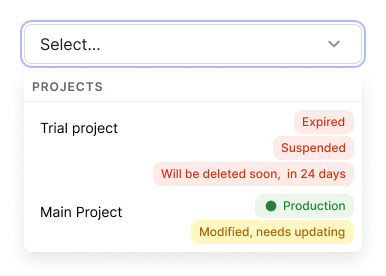 Select...
PROJECTS
Trial project
Expired
Suspended
Will be deleted soon, in 24 days
Main Project
Production
Modified, needs updating